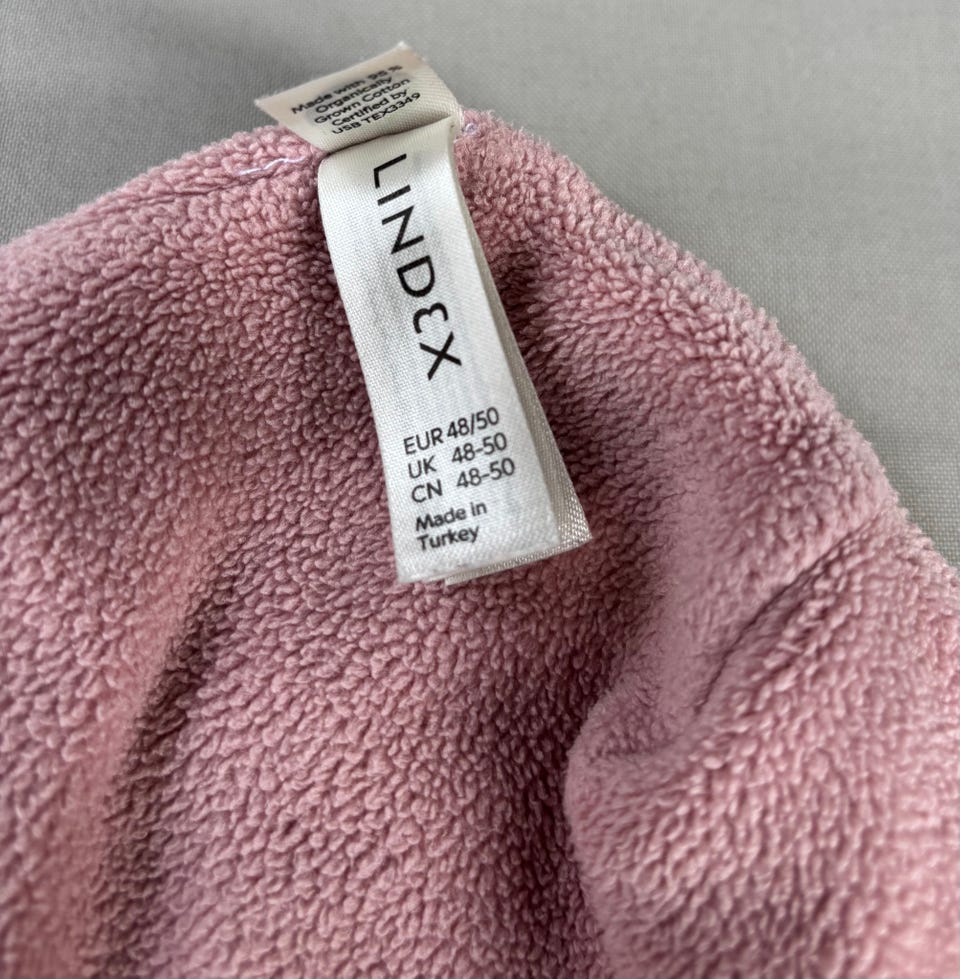 Made with 95 %
Organically
Grown Cotton
Certified by
USB TEX3349
LINDEX
EUR 48/50
UK 48-50
CN 48-50
Made in
Turkey